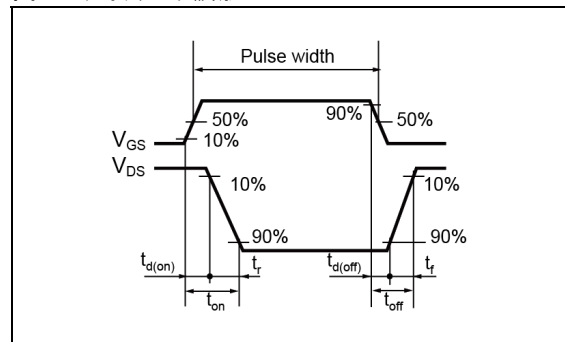 Pulse width
50%
90%
50%
10%
VGS
VDS
10%
10%
90%
90%
td(on)
tr
td(off)
tf
ton
toff